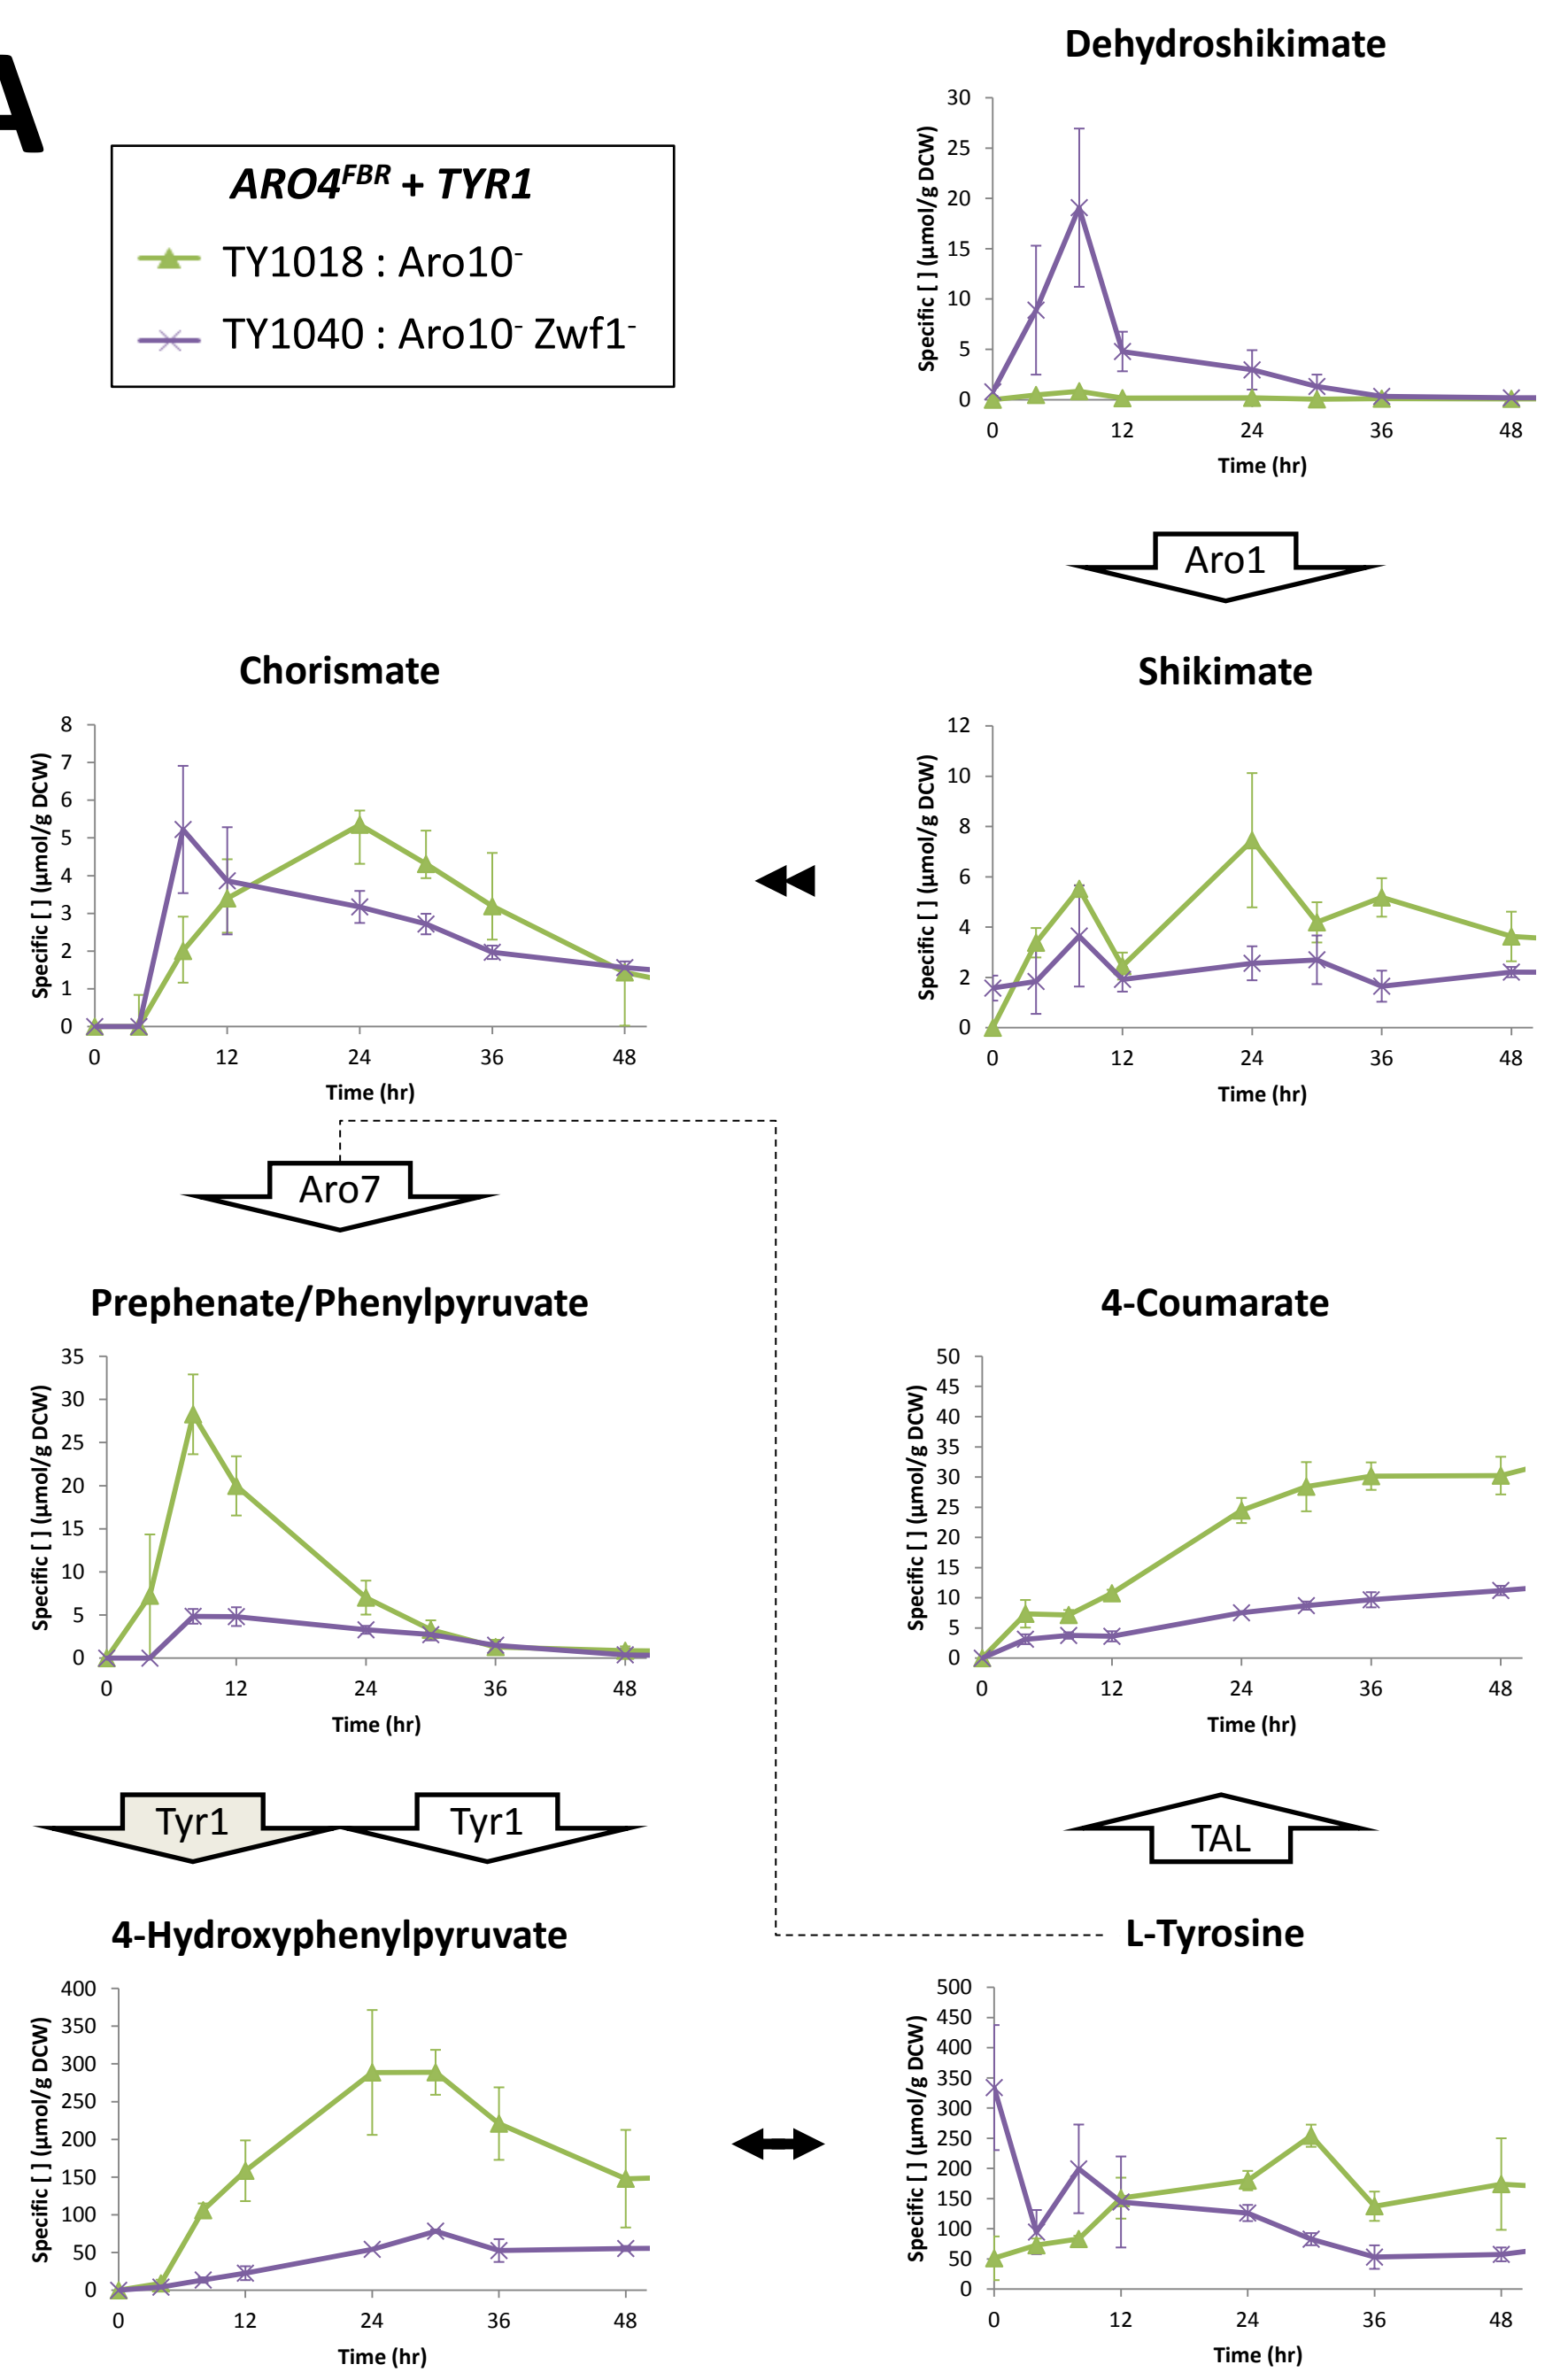 A
ARO4FBR + TYR1
TY1018 : Aro10-
TY1040 : Aro10- Zwf1-
Dehydroshikimate
Specific [ ] (µmol/g DCW)
30
25
20
15
10
5
0
0 12 24 36 48
Time (hr)
Aro1
Chorismate
Specific [ ] (µmol/g DCW)
8
7
6
5
4
3
2
1
0
0 12 24 36 48
Time (hr)
Shikimate
Specific [ ] (µmol/g DCW)
12
10
8
6
4
2
0
0 12 24 36 48
Time (hr)
Aro7
Prephenate/Phenylpyruvate
Specific [ ] (µmol/g DCW)
35
30
25
20
15
10
5
0
0 12 24 36 48
Time (hr)
4-Coumarate
Specific [ ] (µmol/g DCW)
50
45
40
35
30
25
20
15
10
5
0
0 12 24 36 48
Time (hr)
Tyr1 Tyr1
TAL
4-Hydroxyphenylpyruvate
Specific [ ] (µmol/g DCW)
400
350
300
250
200
150
100
50
0
0 12 24 36 48
Time (hr)
L-Tyrosine
Specific [ ] (µmol/g DCW)
500
450
400
350
300
250
200
150
100
50
0
0 12 24 36 48
Time (hr)